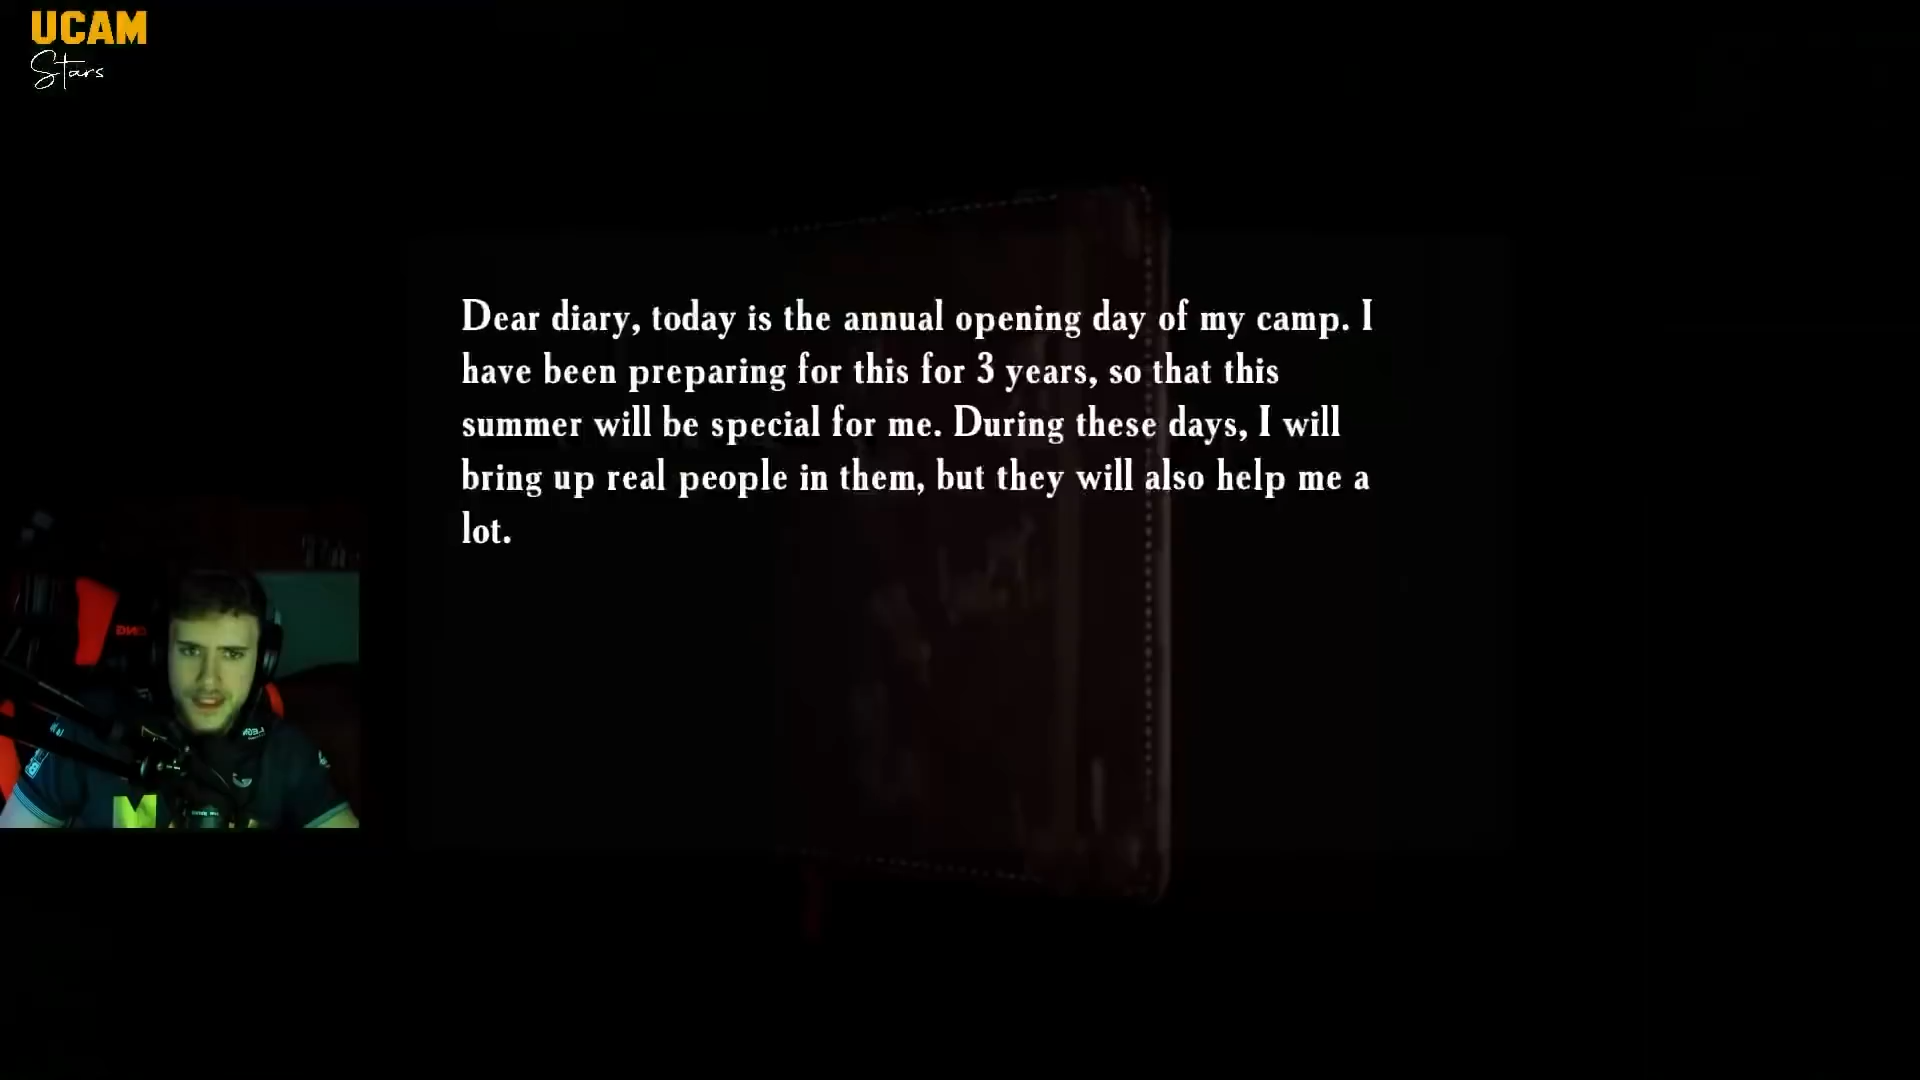 UCAM
Stars
Dear diary, today is the annual opening day of my camp. I
have been preparing for this for 3 years, so that this
summer will be special for me. During these days, I will
bring up real people in them, but they will also help me a
lot.